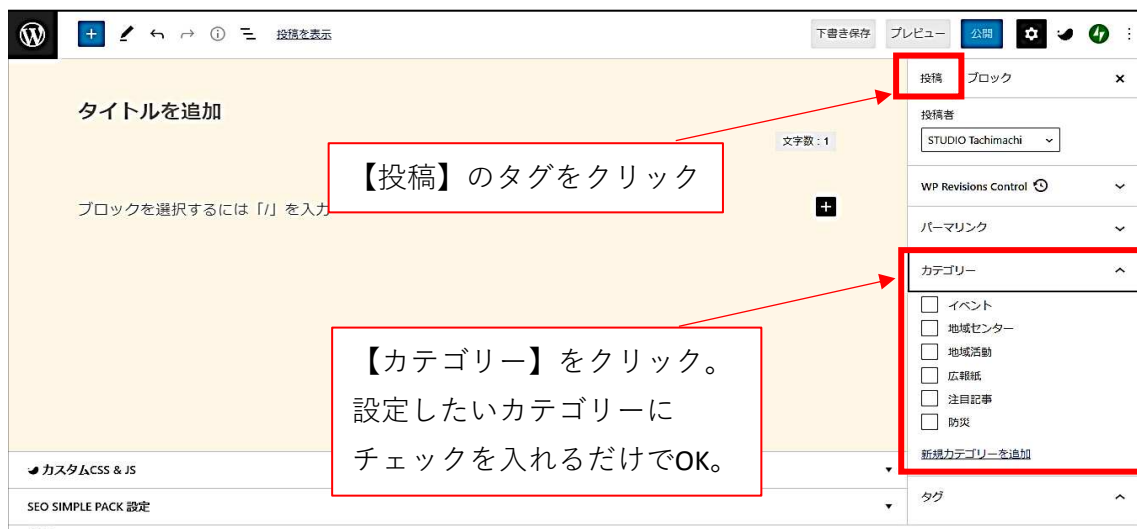 投稿を表示
下書き保存
プレビュー
公開
タイトルを追加
文字数：1
ブロックを選択するには「/」を入力
【投稿】のタグをクリック
【カテゴリー】をクリック。
設定したいカテゴリーに
チェックを入れるだけでOK。
カスタムCSS & JS
SEO SIMPLE PACK 設定
投稿 ブロック
投稿者
STUDIO Tachimachi
WP Revisions Control
パーマリンク
カテゴリー
イベント
地域センター
地域活動
広報紙
注目記事
防災
新規カテゴリーを追加
タグ